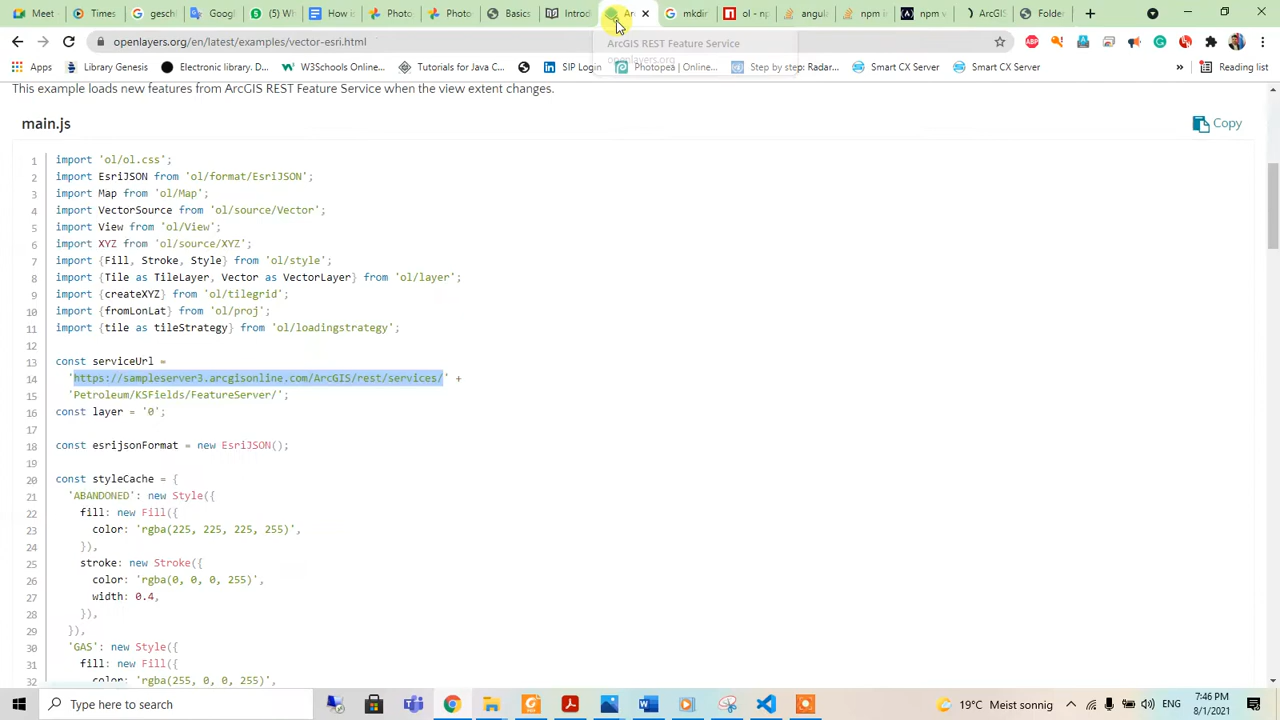 Meet
Times
gesch
Googl
(5) Wh
How is
Photo
Photo
Basics
Introd
Arc
mkdir
ol - np
angula
npm in
npm v
ArcGIS
Folder
openlayers.org/en/latest/examples/vector-esri.html
ArcGIS REST Feature Service
openlayers.org
Apps
Library Genesis
Electronic library. D...
W3Schools Online...
Tutorials for Java C...
SIP Login
Photopea | Online...
Step by step: Radar...
Smart CX Server
Smart CX Server
»
Reading list
This example loads new features from ArcGIS REST Feature Service when the view extent changes.
main.js
Copy
1 import 'ol/ol.css';
2 import EsriJSON from 'ol/format/EsriJSON';
3 import Map from 'ol/Map';
4 import VectorSource from 'ol/source/Vector';
5 import View from 'ol/View';
6 import XYZ from 'ol/source/XYZ';
7 import {Fill, Stroke, Style} from 'ol/style';
8 import {Tile as TileLayer, Vector as VectorLayer} from 'ol/layer';
9 import {createXYZ} from 'ol/tilegrid';
10 import {fromLonLat} from 'ol/proj';
11 import {tile as tileStrategy} from 'ol/loadingstrategy';
12
13 const serviceUrl =
14 'https://sampleserver3.arcgisonline.com/ArcGIS/rest/services/' +
15 'Petroleum/KSFields/FeatureServer/';
16 const layer = '0';
17
18 const esrijsonFormat = new EsriJSON();
19
20 const styleCache = {
21 'ABANDONED': new Style({
22 fill: new Fill({
23 color: 'rgba(225, 225, 225, 255)',
24 }),
25 stroke: new Stroke({
26 color: 'rgba(0, 0, 0, 255)',
27 width: 0.4,
28 }),
29 }),
30 'GAS': new Style({
31 fill: new Fill({
32 color: 'rgba(255, 0, 0, 255)',
Type here to search
19°C Meist sonnig
ENG
7:46 PM
8/1/2021